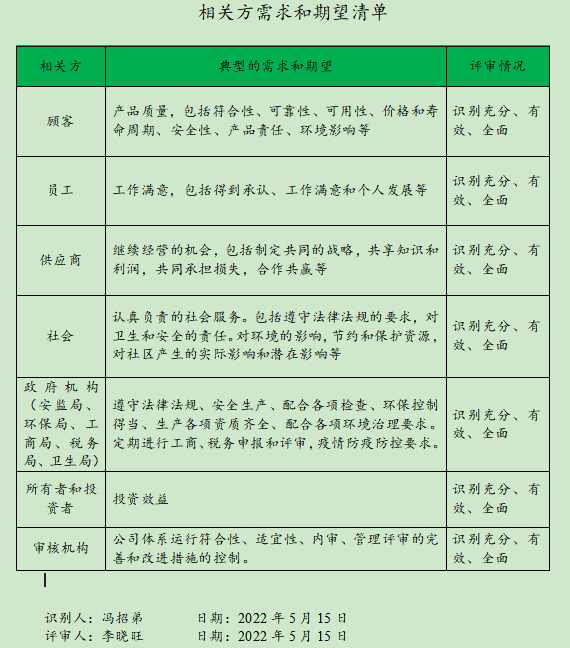 相关方需求和期望清单
相关方 典型的需求和期望 评审情况
顾客
产品质量，包括符合性、可靠性、可用性、价格和寿
命周期、安全性、产品责任、环境影响等
识别充分、有
效、全面
员工
工作满意，包括得到承认、工作满意和个人发展等
识别充分、有
效、全面
供应商
继续经营的机会，包括制定共同的战略，共享知识和
利润，共同承担损失，合作共赢等
识别充分、有
效、全面
社会
认真负责的社会服务。包括遵守法律法规的要求，对
卫生和安全的责任。对环境的影响，节约和保护资源，
对社区产生的实际影响和潜在影响等
识别充分、有
效、全面
政府机构
（安监局、
环保局、工
商局、税务
局、卫生局）
遵守法律法规、安全生产、配合各项检查、环保控制
得当、生产各项资质齐全、配合各项环境治理要求。
定期进行工商、税务申报和评审，疫情防疫防控要求。
识别充分、有
效、全面
所有者和投
资者
投资效益
识别充分、有
效、全面
审核机构
公司体系运行符合性、适宜性、内审、管理评审的完
善和改进措施的控制。
识别充分、有
效、全面
识别人：冯招弟 日期：2022 年 5 月 15 日
评审人：李晓旺 日期：2022 年 5 月 15 日